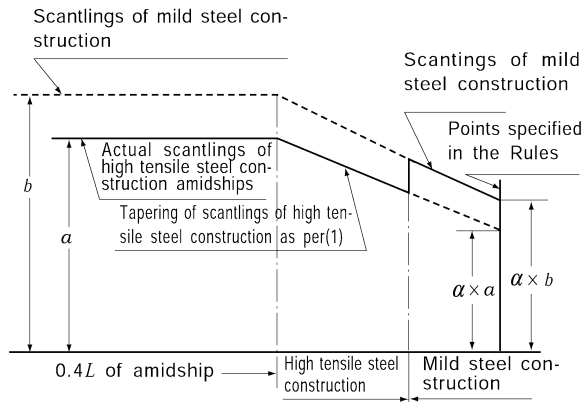 Scantlings of mild steel con-
struction
Scantings of mild
steel construction
Points specified
in the Rules
Actual scantlings of
high tensile steel con-
struction amidships
Tapering of scantlings of high ten-
sile steel construction as per(1)
b
a
α×a
α×b
0.4L of amidship
High tensile steel
construction
Mild steel con-
struction